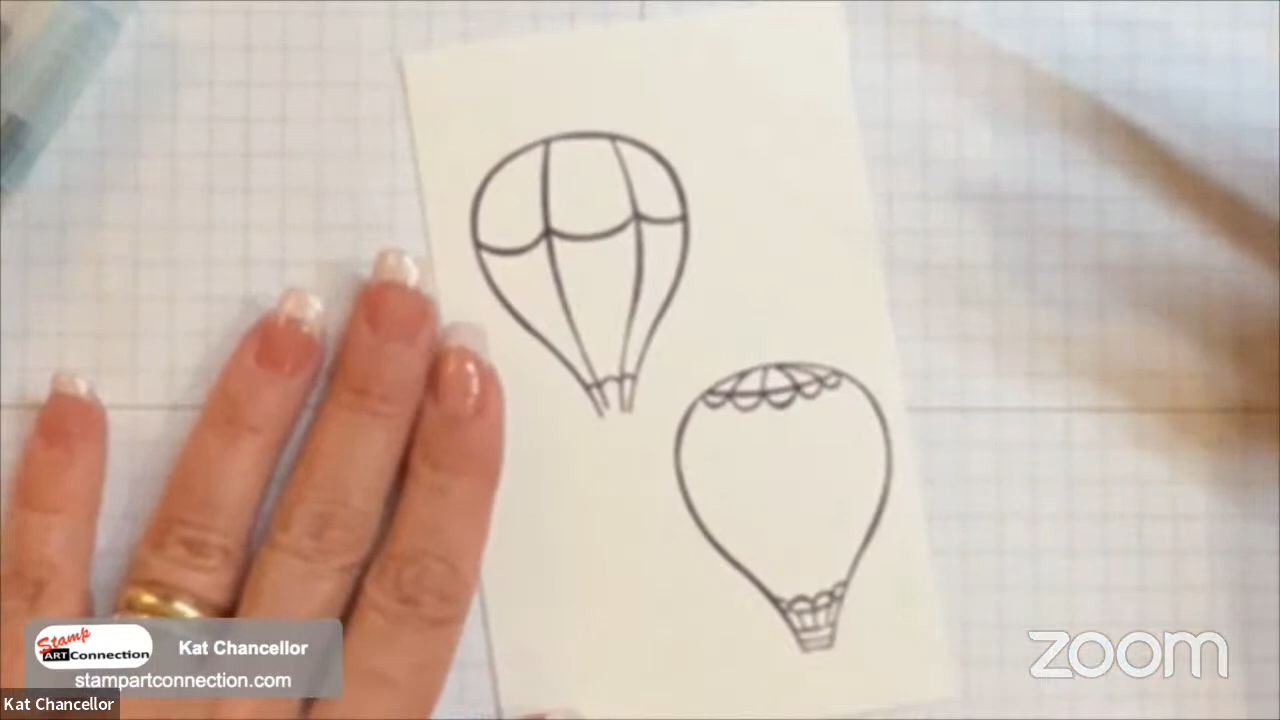 Stamp
ART Connection
Kat Chancellor
stampartconnection.com
Kat Chancellor
zoom